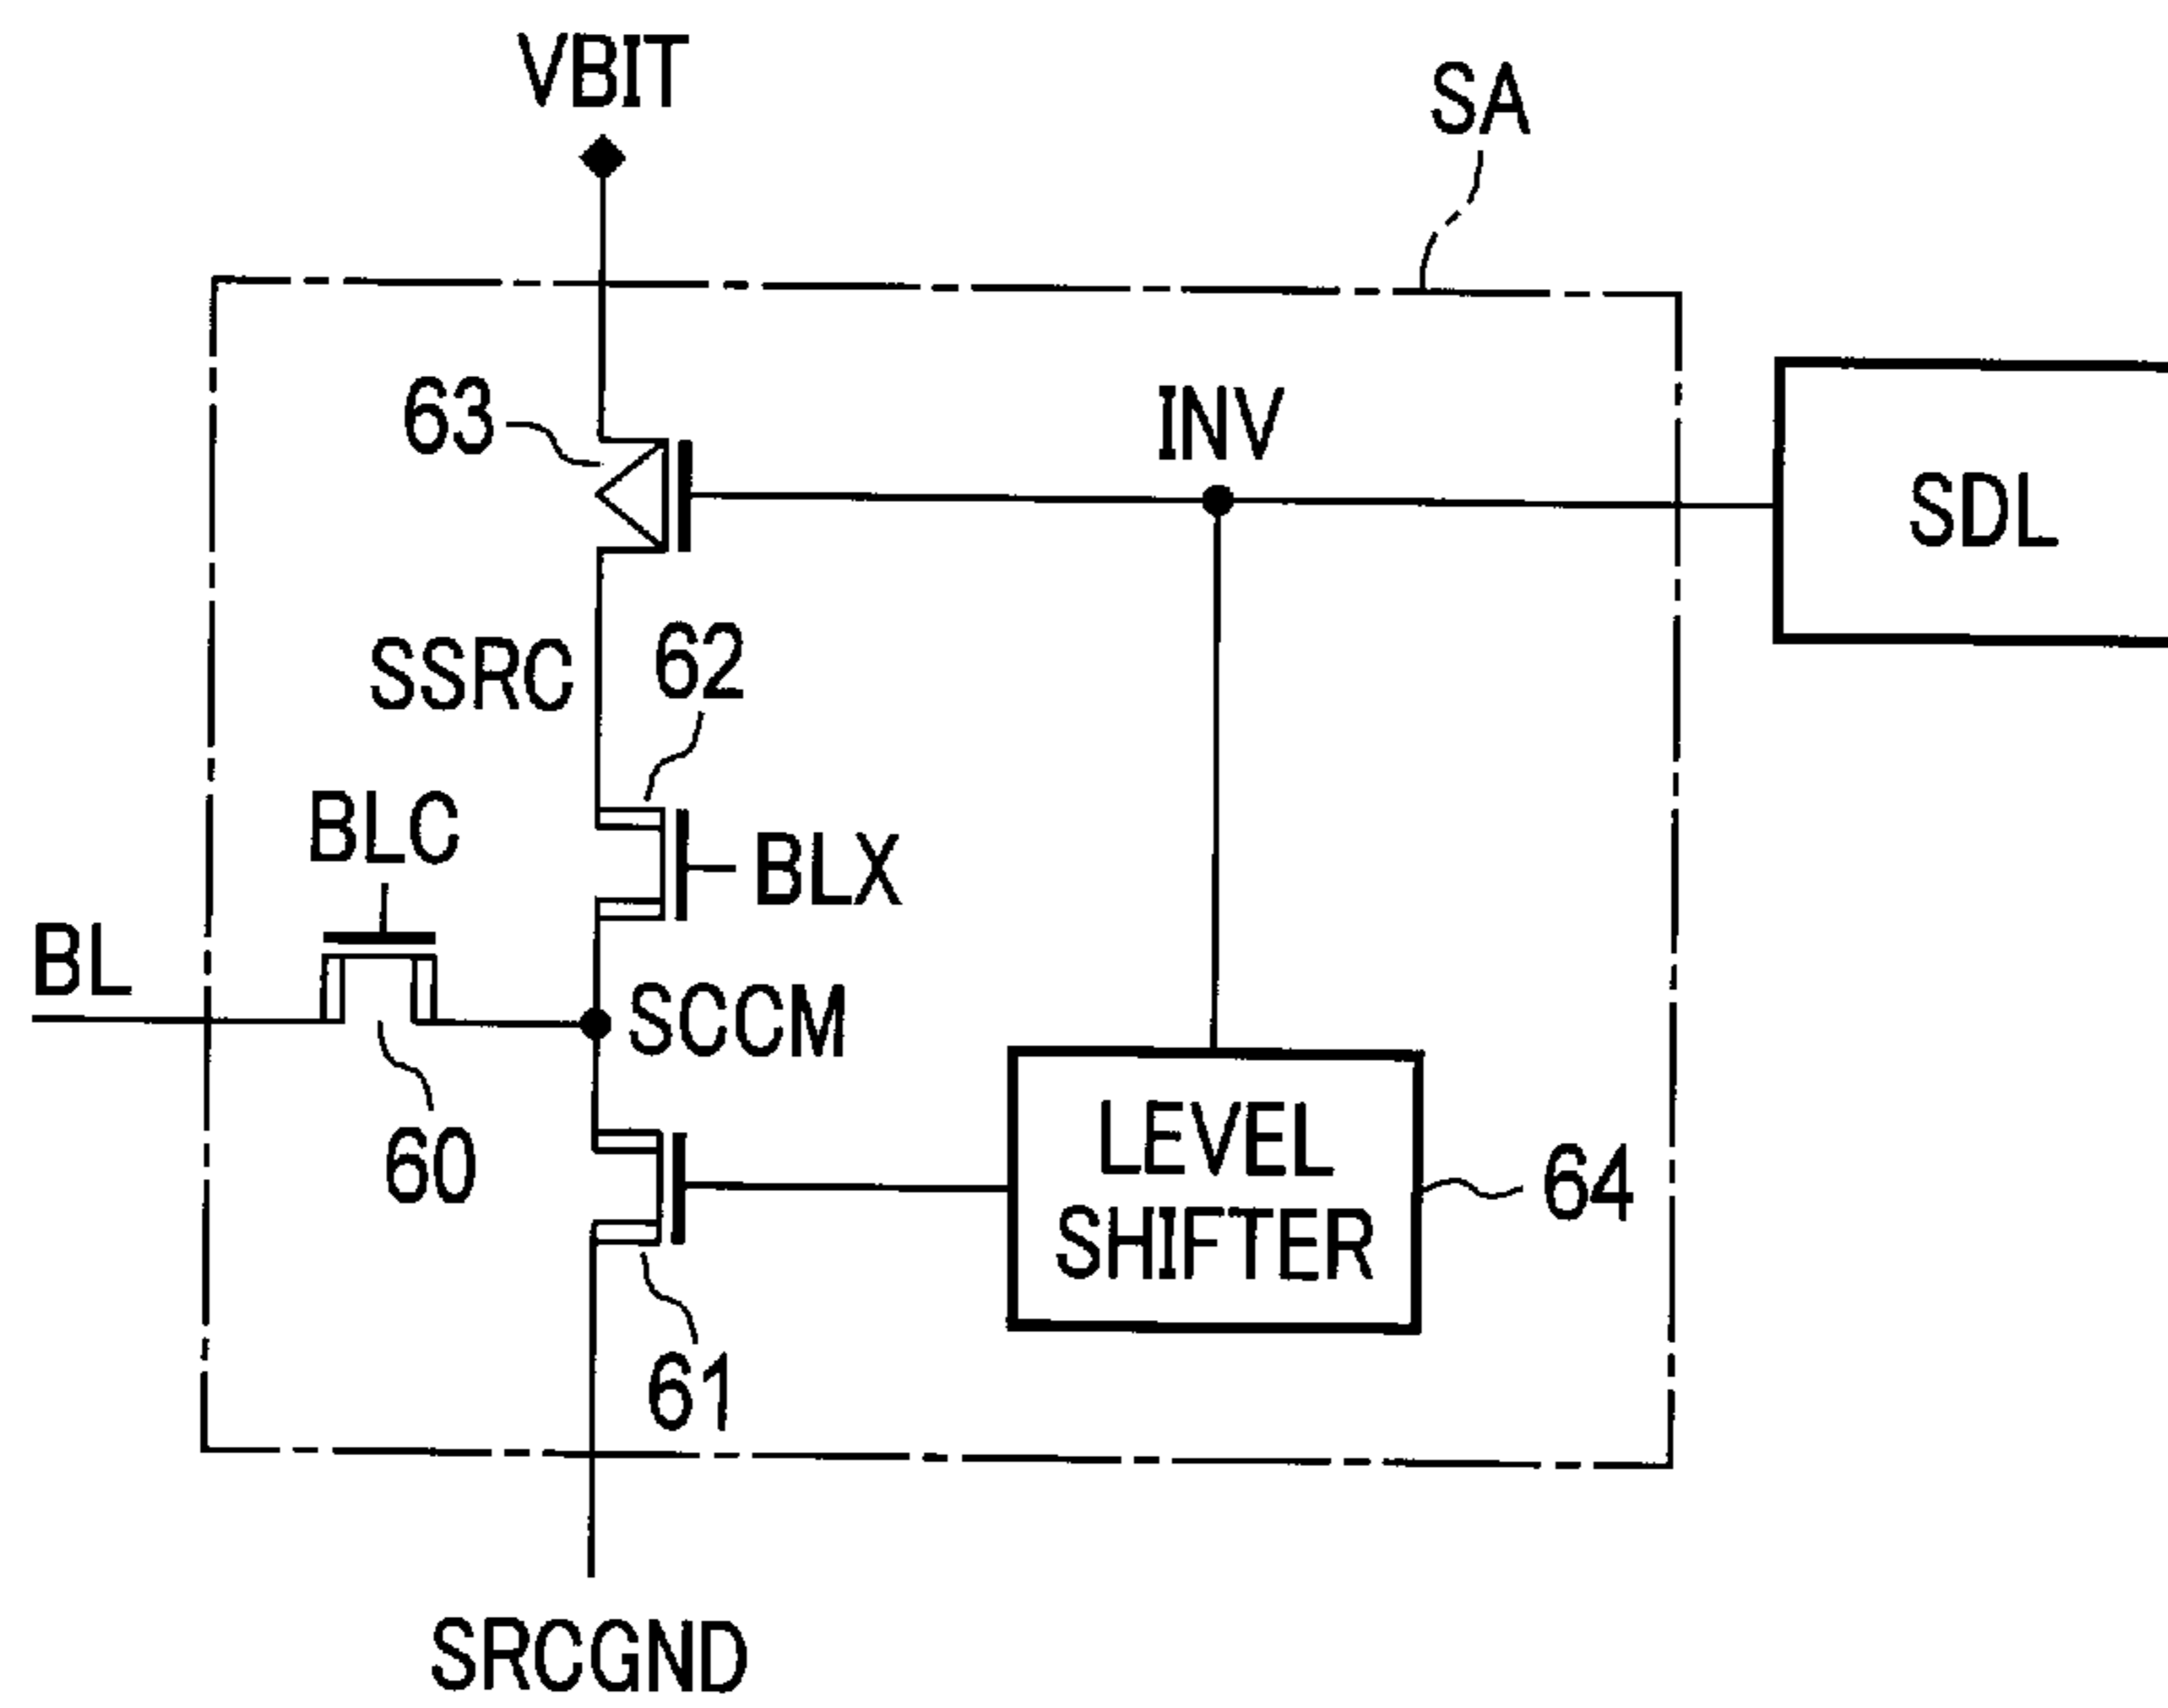 VBIT
SA
63
INV
SDL
SSRC
62
BLC
BLX
BL
SCCM
60
LEVEL
SHIFTER
64
61
SRCGND